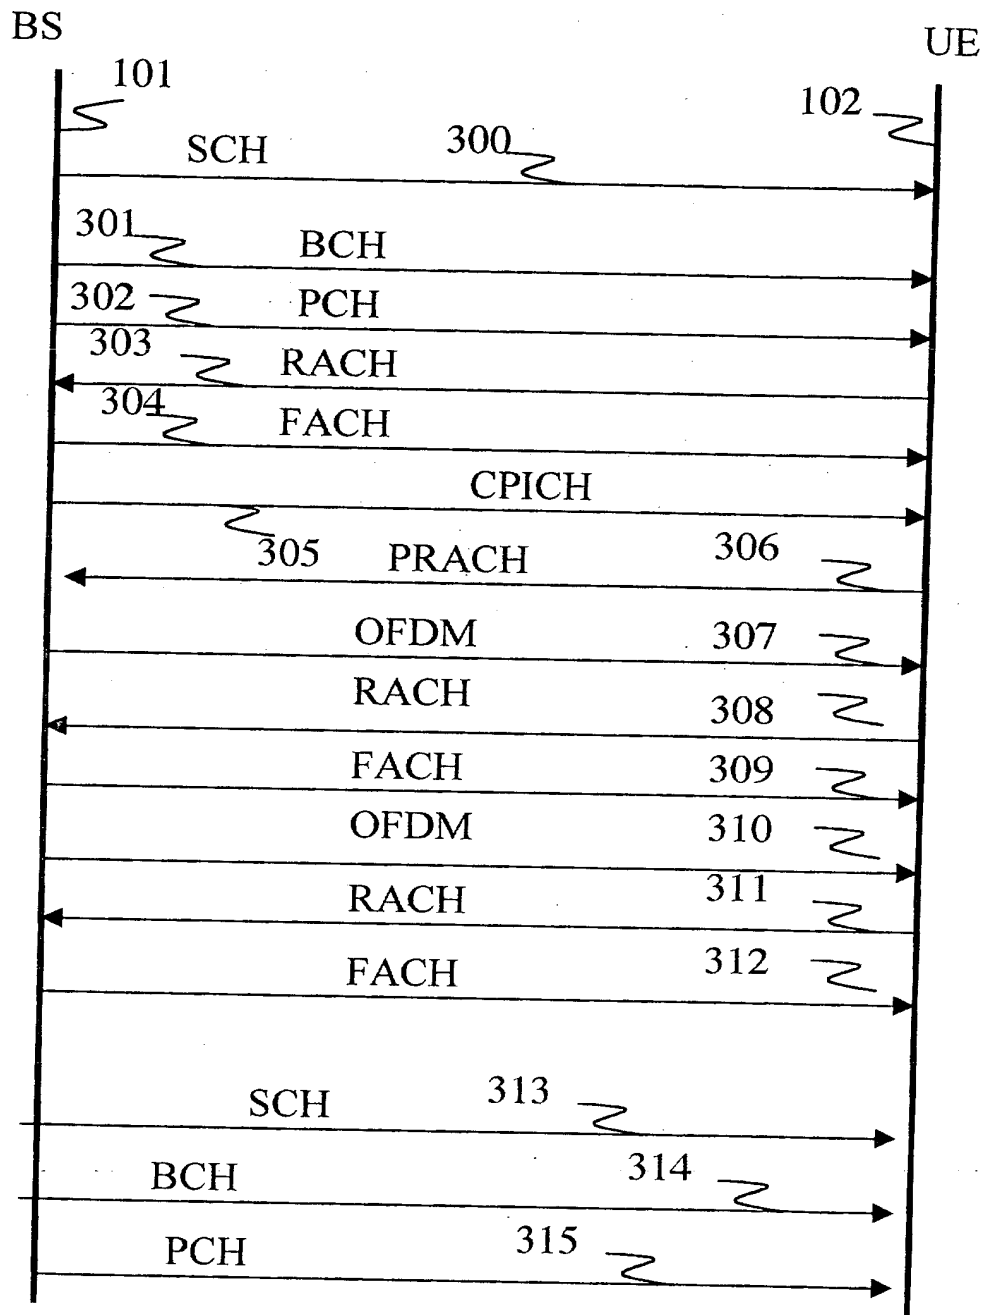 BS
UE
101
102
SCH 300
301 BCH
302 PCH
303 RACH
304 FACH
CPICH
305 PRACH 306
OFDM 307
RACH 308
FACH 309
OFDM 310
RACH 311
FACH 312
SCH 313
BCH 314
PCH 315